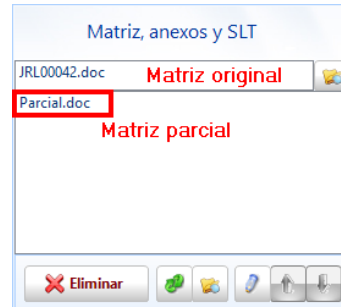 Matriz, anexos y SLT
JRL00042.doc Matriz original
Parcial.doc
Matriz parcial
Eliminar